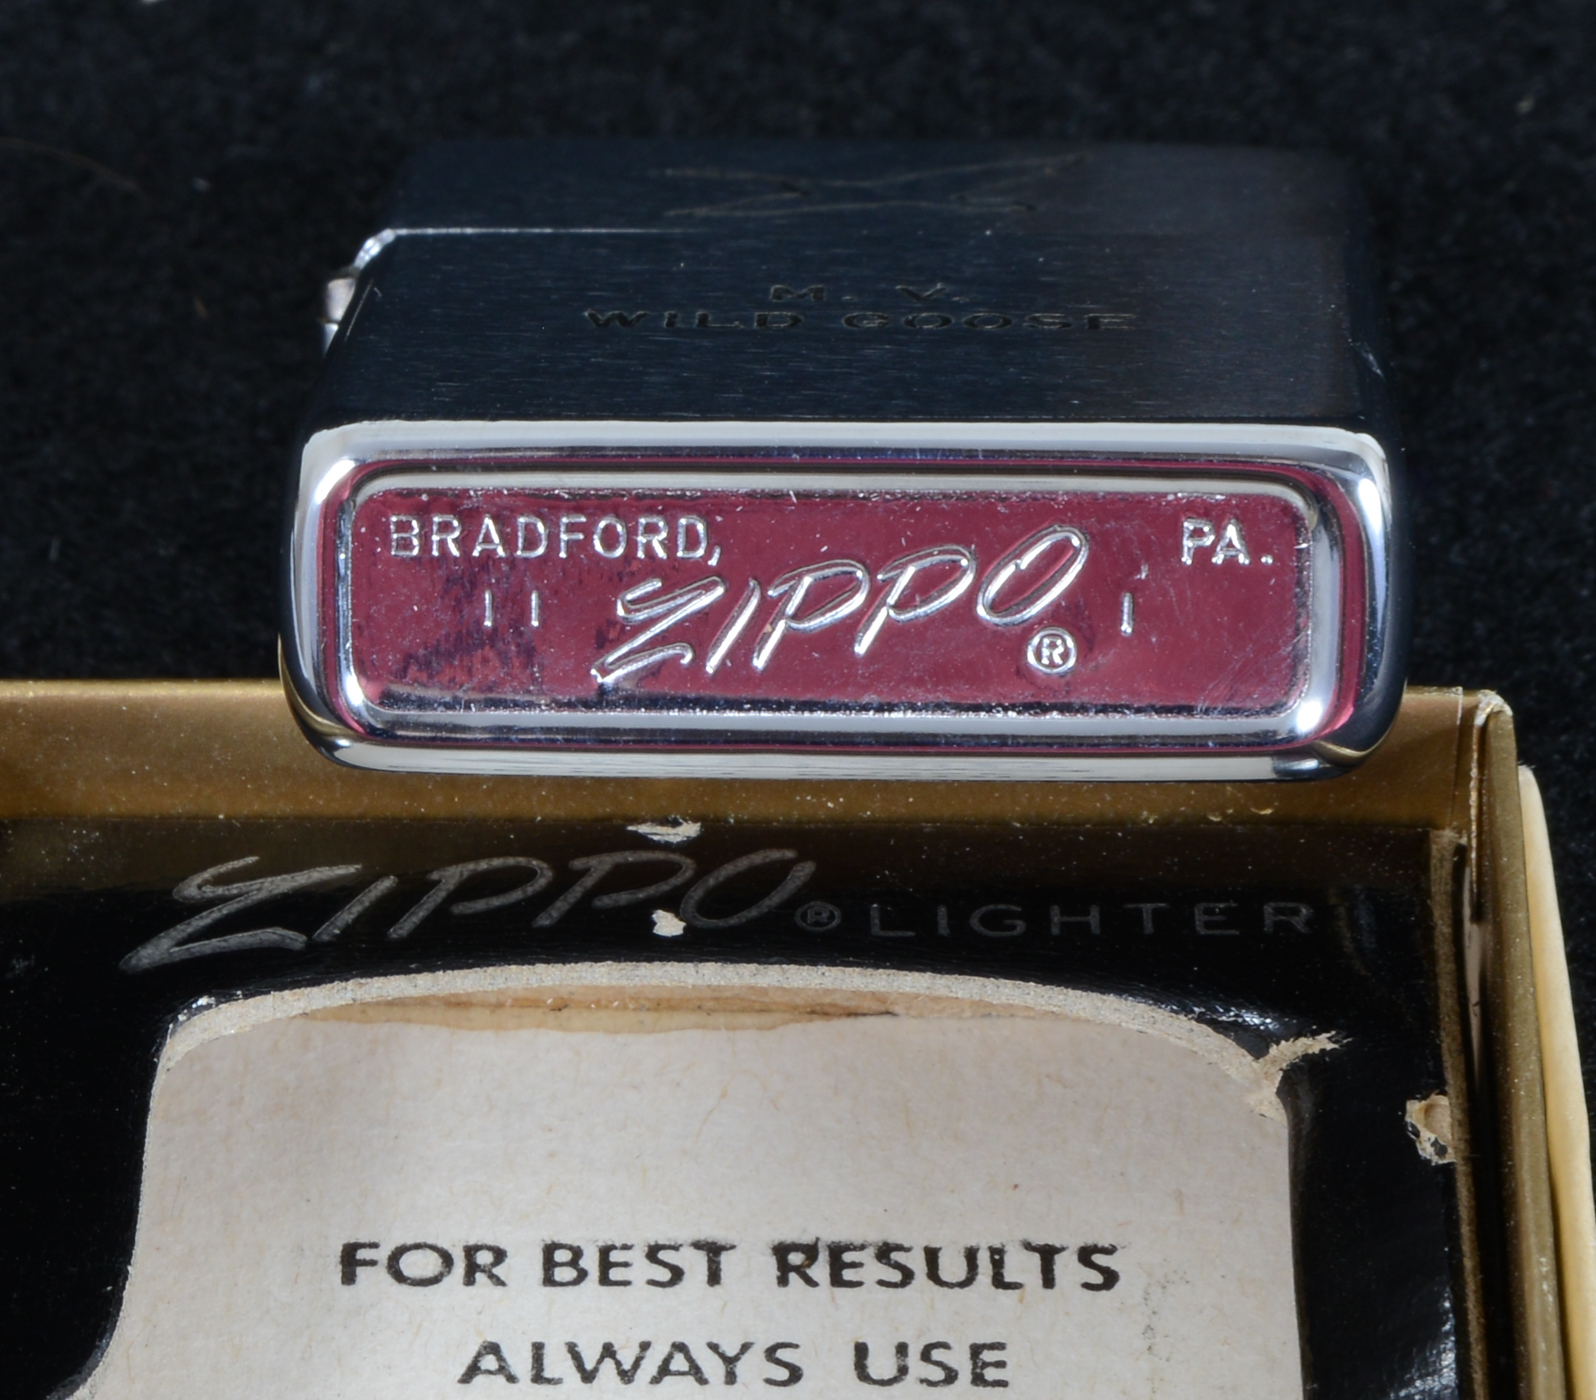 M. V.
WILD GOOSE
BRADFORD, PA.
II ZIPPO ® I
ZIPPO ® LIGHTER
FOR BEST RESULTS
ALWAYS USE